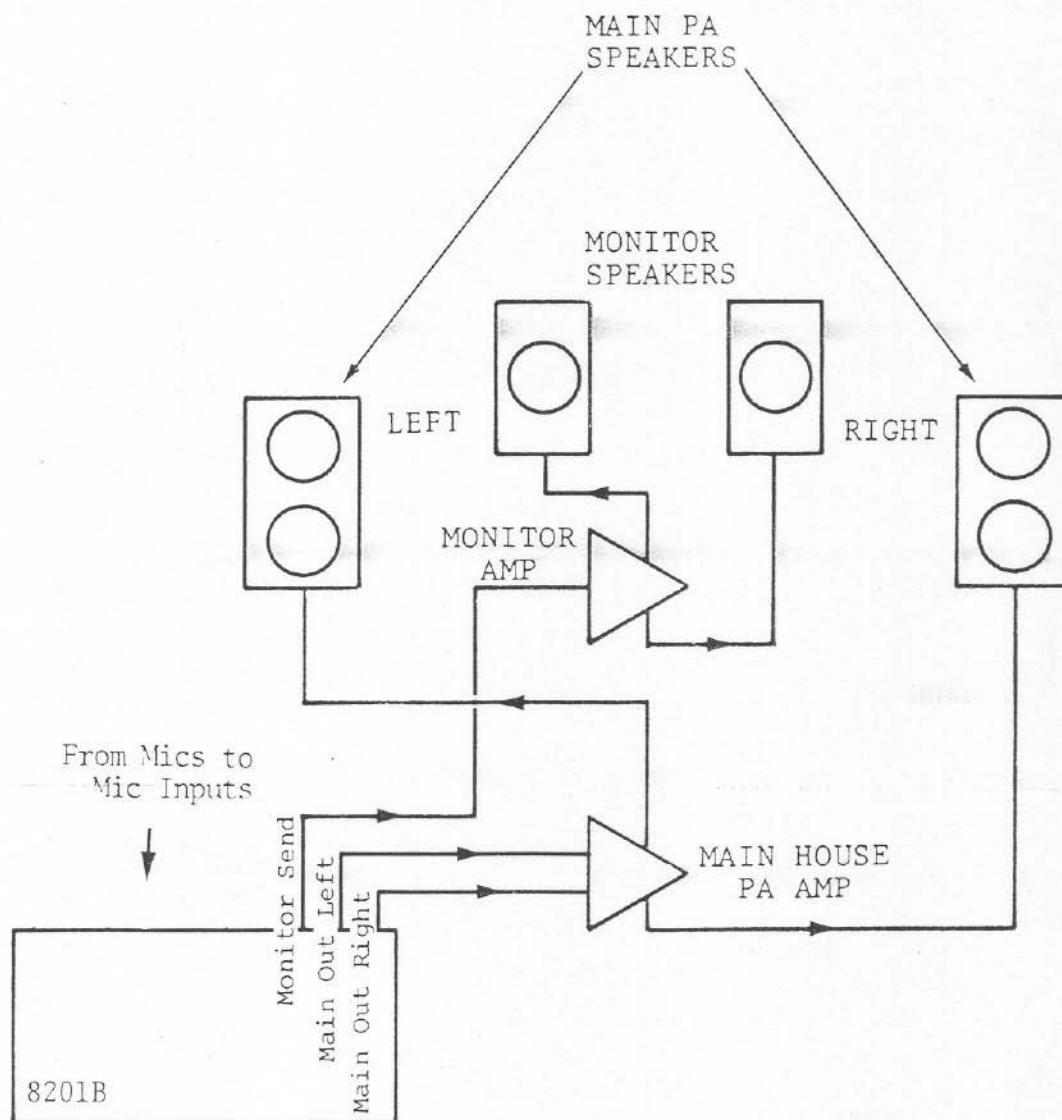 MAIN PA
SPEAKERS
MONITOR
SPEAKERS
LEFT
RIGHT
MONITOR
AMP
From Mics to
Mic Inputs
Monitor Send
Main Out Left
Main Out Right
MAIN HOUSE
PA AMP
8201B